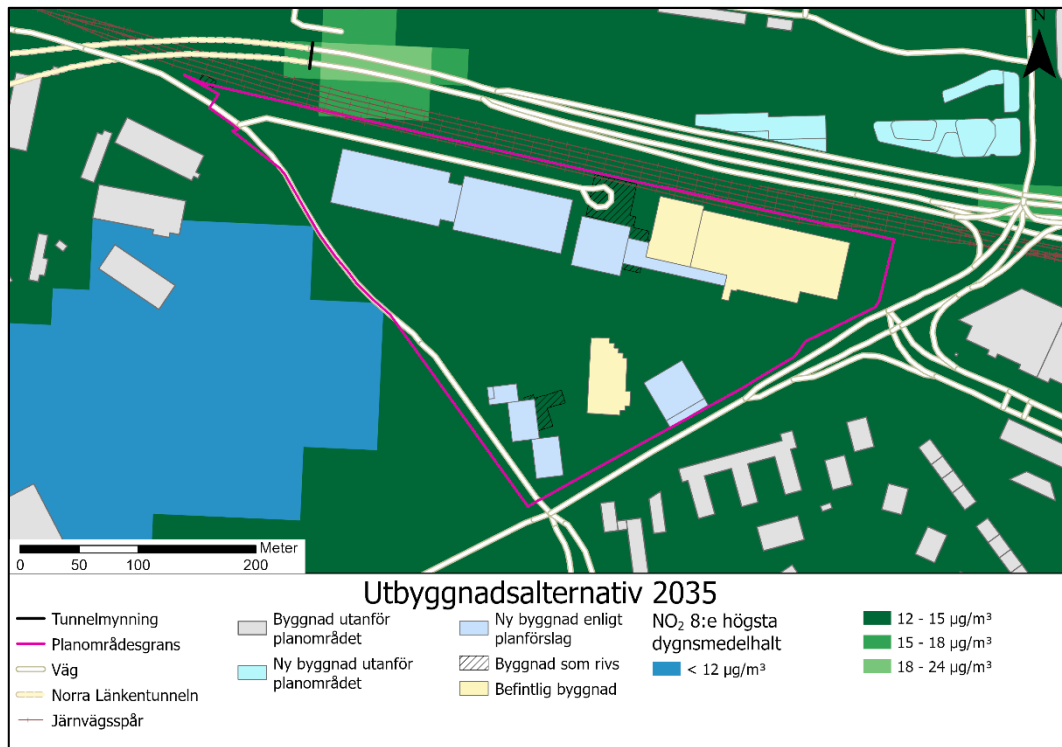 N
Meter
0 50 100 200
Utbyggnadsalternativ 2035
Tunnelmynning
Planområdesgrans
Väg
Norra Länkentunneln
Järnvägsspår
Byggnad utanför
planområdet
Ny byggnad utanför
planområdet
Ny byggnad enligt
planförslag
Byggnad som rivs
Befintlig byggnad
NO₂ 8:e högsta
dygnsmedelhalt
< 12 µg/m³
12 - 15 µg/m³
15 - 18 µg/m³
18 - 24 µg/m³